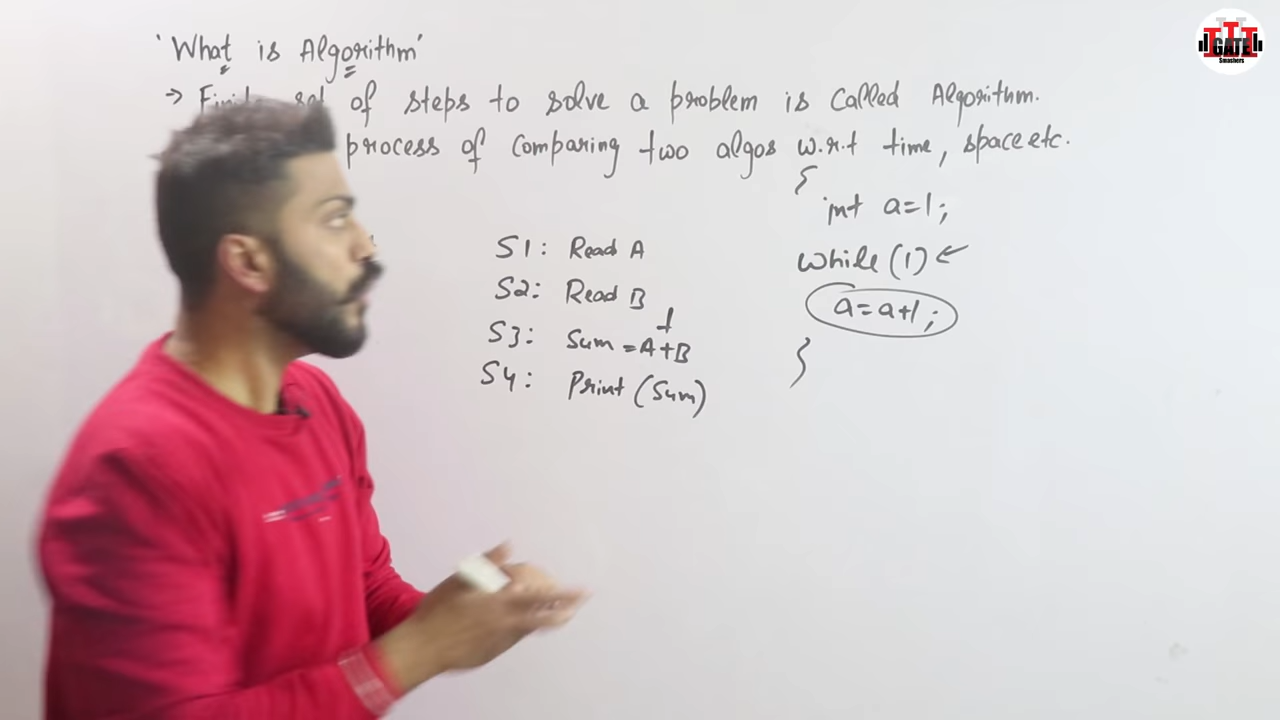 'What is Algorithm'
→ Finite set of steps to solve a problem is called Algorithm.
process of comparing two algos w.r.t time, space etc.
{
int a=1;
S1: Read A
while (1) ←
S2: Read B
a=a+1;
S3: Sum=A+B
}
S4: Print (Sum)
GATE
Smashers